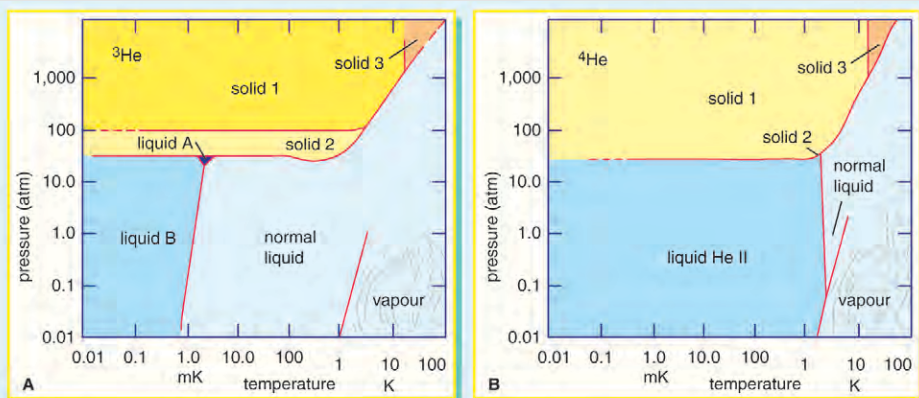 ³He
solid 3
1,000
solid 1
100
liquid A
solid 2
10.0
pressure (atm)
1.0
liquid B
normal
liquid
0.1
vapour
0.01
0.01 0.1 1.0 10.0 100 1 10 100
A mK temperature K
⁴He
solid 3
1,000
solid 1
100
solid 2
10.0
normal
liquid
pressure (atm)
1.0
liquid He II
0.1
vapour
0.01
0.01 0.1 1.0 10.0 100 1 10 100
B mK temperature K